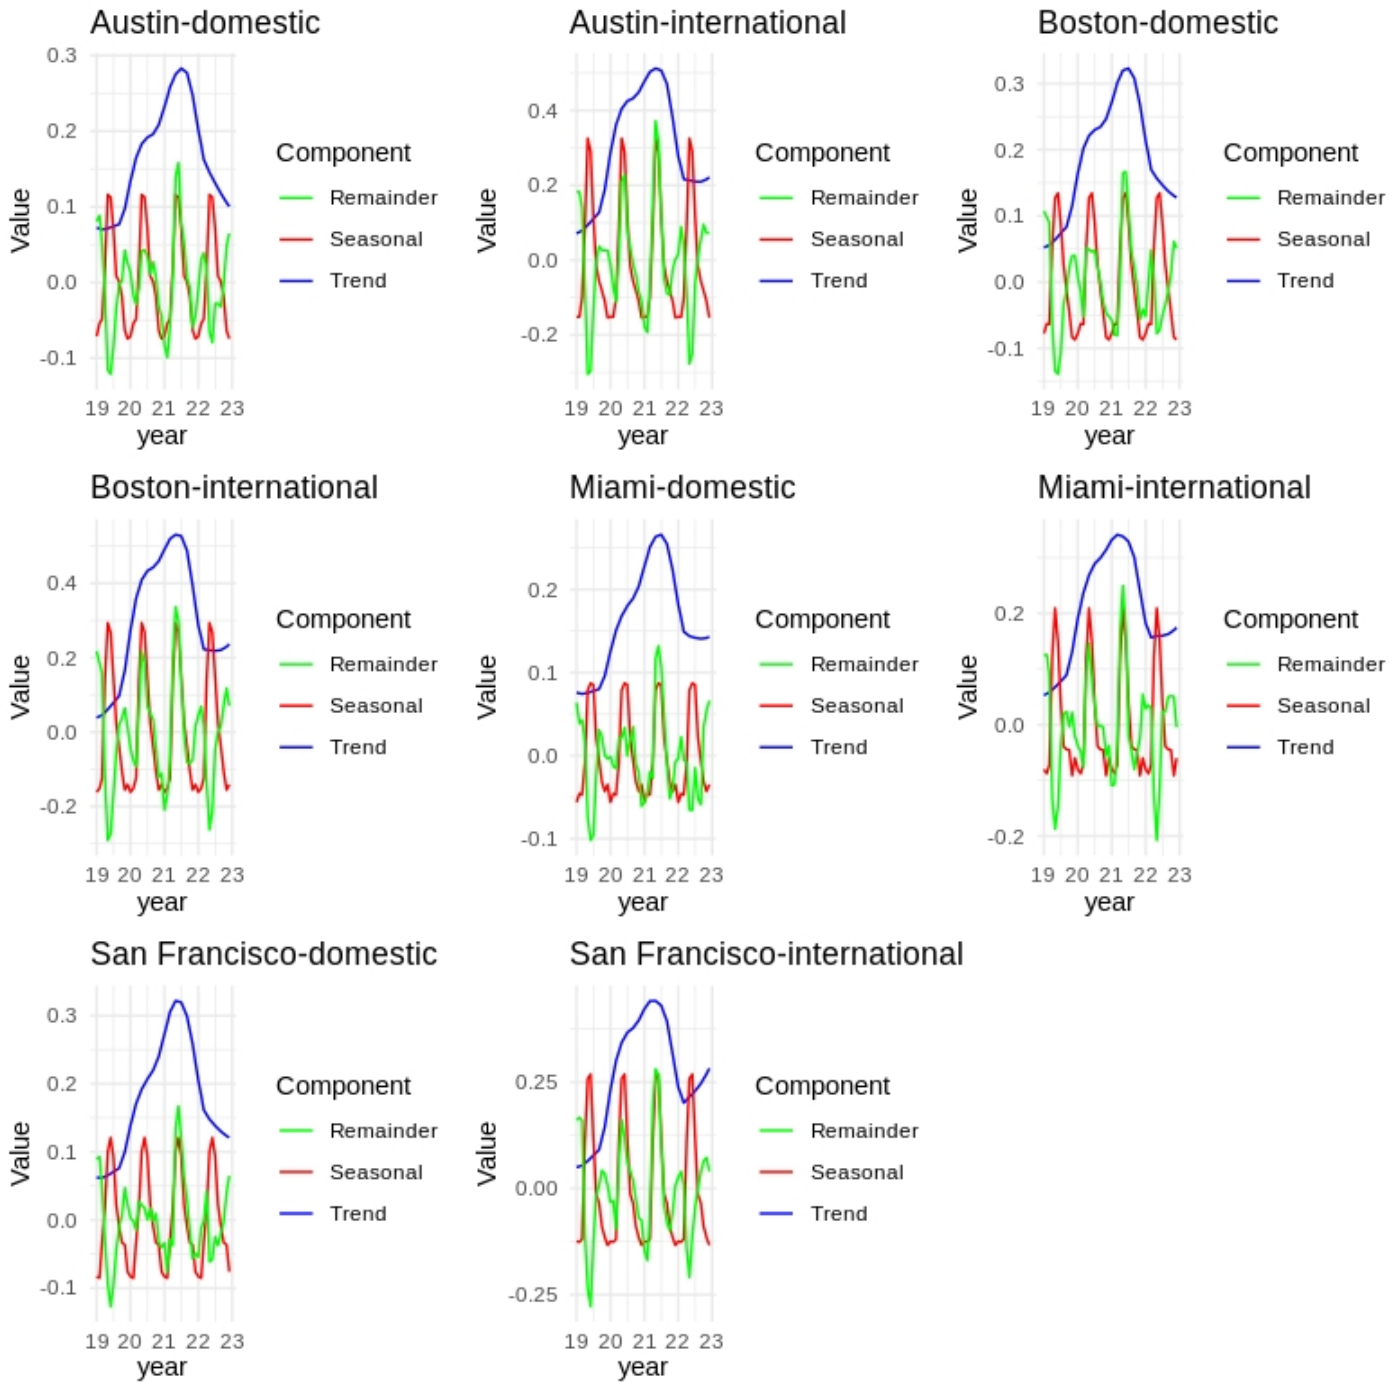 Austin-domestic
0.3
0.2
0.1
0.0
-0.1
Value
19 20 21 22 23
year
Component
Remainder
Seasonal
Trend
Austin-international
0.4
0.2
0.0
-0.2
Value
19 20 21 22 23
year
Component
Remainder
Seasonal
Trend
Boston-domestic
0.3
0.2
0.1
0.0
-0.1
Value
19 20 21 22 23
year
Component
Remainder
Seasonal
Trend
Boston-international
0.4
0.2
0.0
-0.2
Value
19 20 21 22 23
year
Component
Remainder
Seasonal
Trend
Miami-domestic
0.2
0.1
0.0
-0.1
Value
19 20 21 22 23
year
Component
Remainder
Seasonal
Trend
Miami-international
0.2
0.0
-0.2
Value
19 20 21 22 23
year
Component
Remainder
Seasonal
Trend
San Francisco-domestic
0.3
0.2
0.1
0.0
-0.1
Value
19 20 21 22 23
year
Component
Remainder
Seasonal
Trend
San Francisco-international
0.25
0.00
-0.25
Value
19 20 21 22 23
year
Component
Remainder
Seasonal
Trend